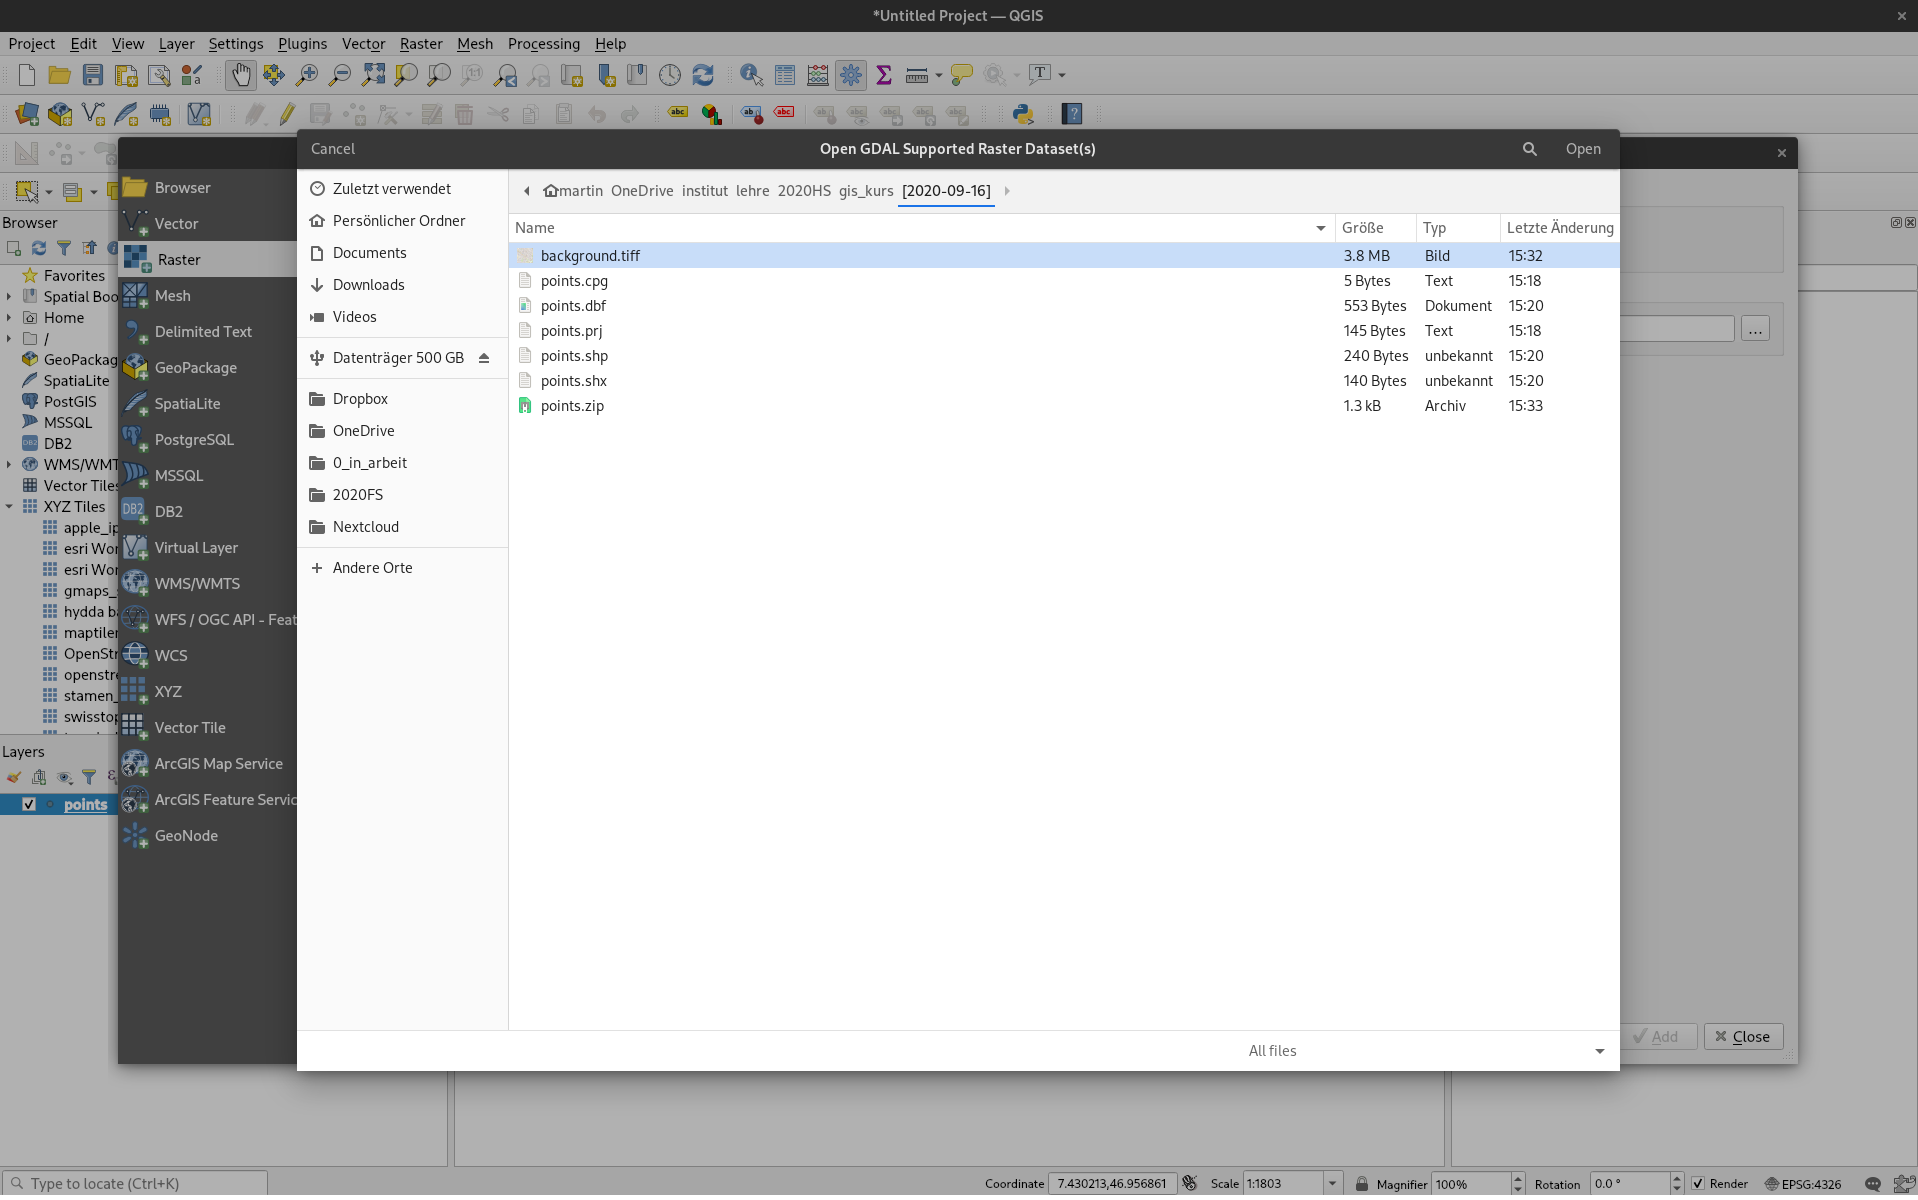 *Untitled Project — QGIS
Project Edit View Layer Settings Plugins Vector Raster Mesh Processing Help
Cancel
Open GDAL Supported Raster Dataset(s)
Open
Browser
Favorites
Spatial Boo
Home
/
GeoPackag
SpatiaLite
PostGIS
MSSQL
DB2
WMS/WMT
Vector Tiles
XYZ Tiles
apple_ip
esri Wor
esri Wor
gmaps_
hydda ba
maptiler
OpenStr
openstre
stamen_
swisstop
Layers
points
Browser
Vector
Raster
Mesh
Delimited Text
GeoPackage
SpatiaLite
PostgreSQL
MSSQL
DB2
Virtual Layer
WMS/WMTS
WFS / OGC API - Feat
WCS
XYZ
Vector Tile
ArcGIS Map Service
ArcGIS Feature Servic
GeoNode
Zuletzt verwendet
Persönlicher Ordner
Documents
Downloads
Videos
Datenträger 500 GB
Dropbox
OneDrive
0_in_arbeit
2020FS
Nextcloud
Andere Orte
martin OneDrive institut lehre 2020HS gis_kurs [2020-09-16]
Name Größe Typ Letzte Änderung
background.tiff 3.8 MB Bild 15:32
points.cpg 5 Bytes Text 15:18
points.dbf 553 Bytes Dokument 15:20
points.prj 145 Bytes Text 15:18
points.shp 240 Bytes unbekannt 15:20
points.shx 140 Bytes unbekannt 15:20
points.zip 1.3 kB Archiv 15:33
All files
...
Add
Close
Type to locate (Ctrl+K)
Coordinate 7.430213,46.956861 Scale 1:1803 Magnifier 100% Rotation 0.0 ° Render EPSG:4326